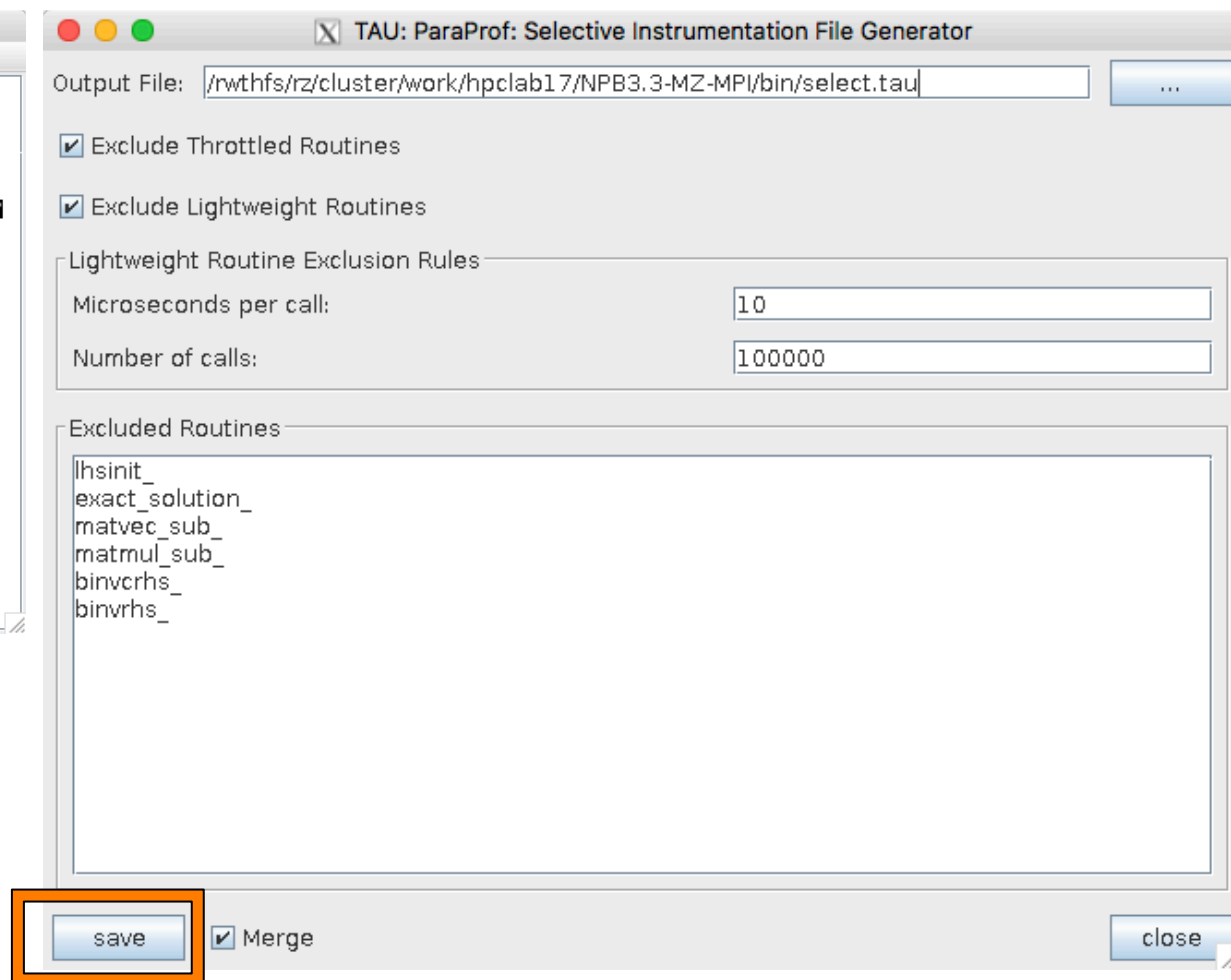 TAU: ParaProf: Selective Instrumentation File Generator
Output File: /rwthfs/rz/cluster/work/hpclab17/NPB3.3-MZ-MPI/bin/select.tau ...
Exclude Throttled Routines
Exclude Lightweight Routines
Lightweight Routine Exclusion Rules
Microseconds per call: 10
Number of calls: 100000
Excluded Routines
lhsinit_
exact_solution_
matvec_sub_
matmul_sub_
binvcrhs_
binvrhs_
save Merge close